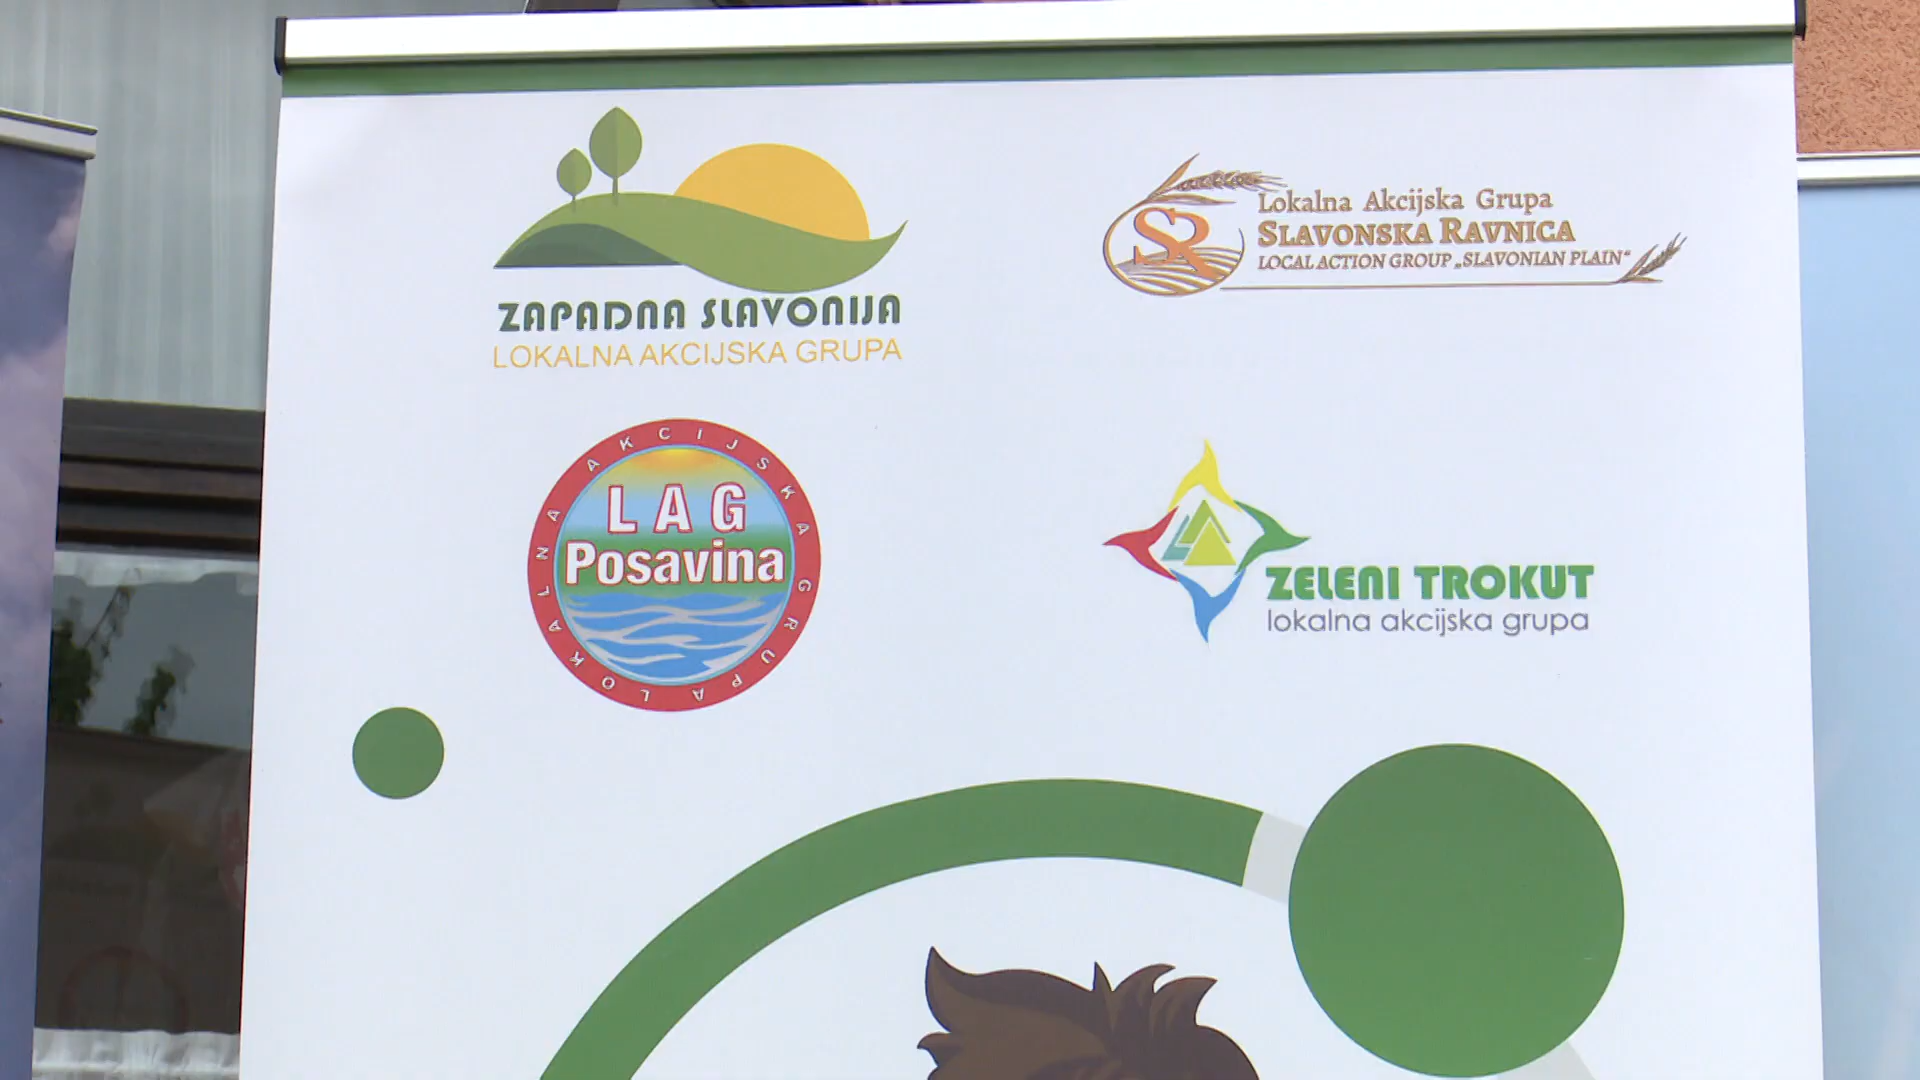 ZAPADNA SLAVONIJA
LOKALNA AKCIJSKA GRUPA
SR
Lokalna Akcijska Grupa
SLAVONSKA RAVNICA
LOCAL ACTION GROUP „SLAVONIAN PLAIN“
LOKALNA AKCIJSKA GRUPA
LAG
Posavina
ZELENI TROKUT
lokalna akcijska grupa